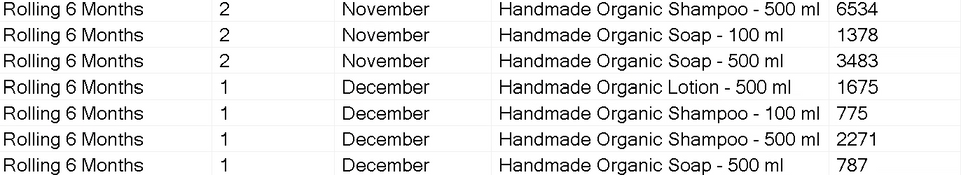 Rolling 6 Months 2 November Handmade Organic Shampoo - 500 ml 6534
Rolling 6 Months 2 November Handmade Organic Soap - 100 ml 1378
Rolling 6 Months 2 November Handmade Organic Soap - 500 ml 3483
Rolling 6 Months 1 December Handmade Organic Lotion - 500 ml 1675
Rolling 6 Months 1 December Handmade Organic Shampoo - 100 ml 775
Rolling 6 Months 1 December Handmade Organic Shampoo - 500 ml 2271
Rolling 6 Months 1 December Handmade Organic Soap - 500 ml 787